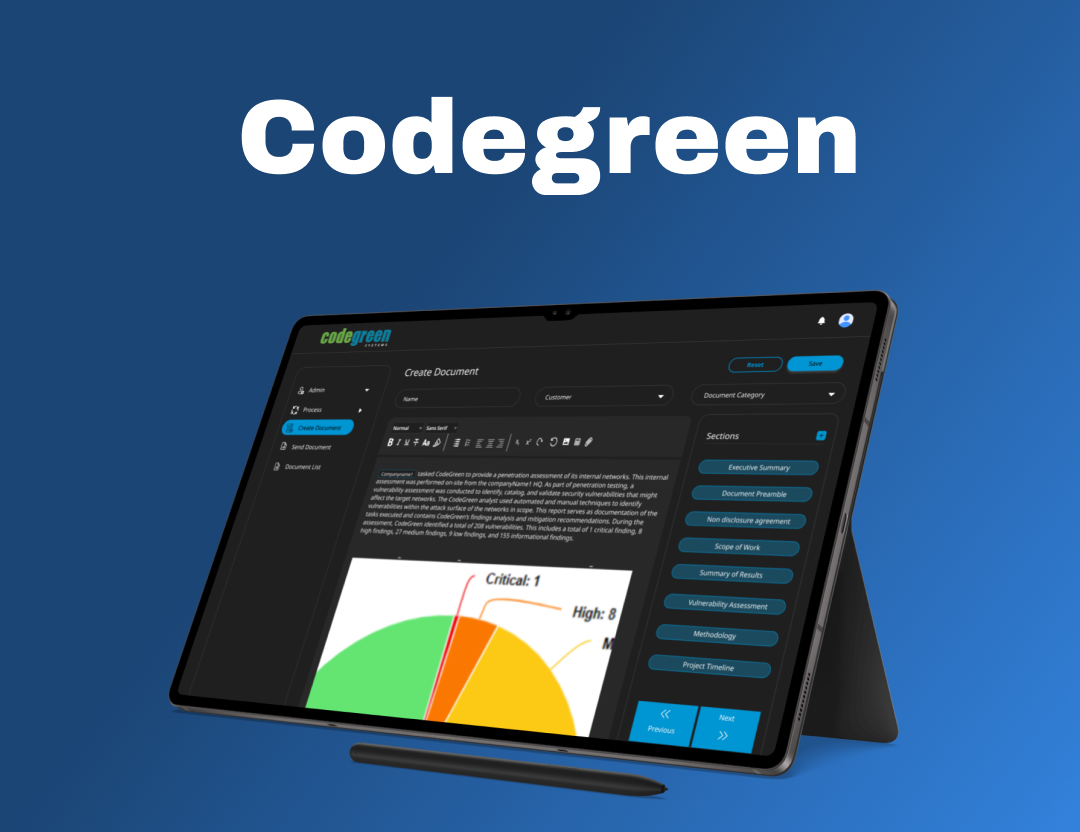 Codegreen
codegreen
SYSTEMS
Create Document
Reset
Save
Admin
Process
Create Document
Send Document
Document List
Name
Customer
Document Category
Normal
Sans Serif
B I U T Aa
Companyname1 tasked CodeGreen to provide a penetration assessment of its internal networks. This internal
assessment was performed on-site from the companyName1 HQ. As part of penetration testing, a
vulnerability assessment was conducted to identify, catalog, and validate security vulnerabilities that might
affect the target networks. The CodeGreen analyst used automated and manual techniques to identify
vulnerabilities within the attack surface of the networks in scope. This report serves as documentation of the
tasks executed and contains CodeGreen's findings analysis and mitigation recommendations. During the
assessment, CodeGreen identified a total of 208 vulnerabilities. This includes a total of 1 critical finding, 8
high findings, 27 medium findings, 9 low findings, and 155 informational findings.
Critical: 1
High: 8
M
Sections
Executive Summary
Document Preamble
Non disclosure agreement
Scope of Work
Summary of Results
Vulnerability Assessment
Methodology
Project Timeline
Previous
Next